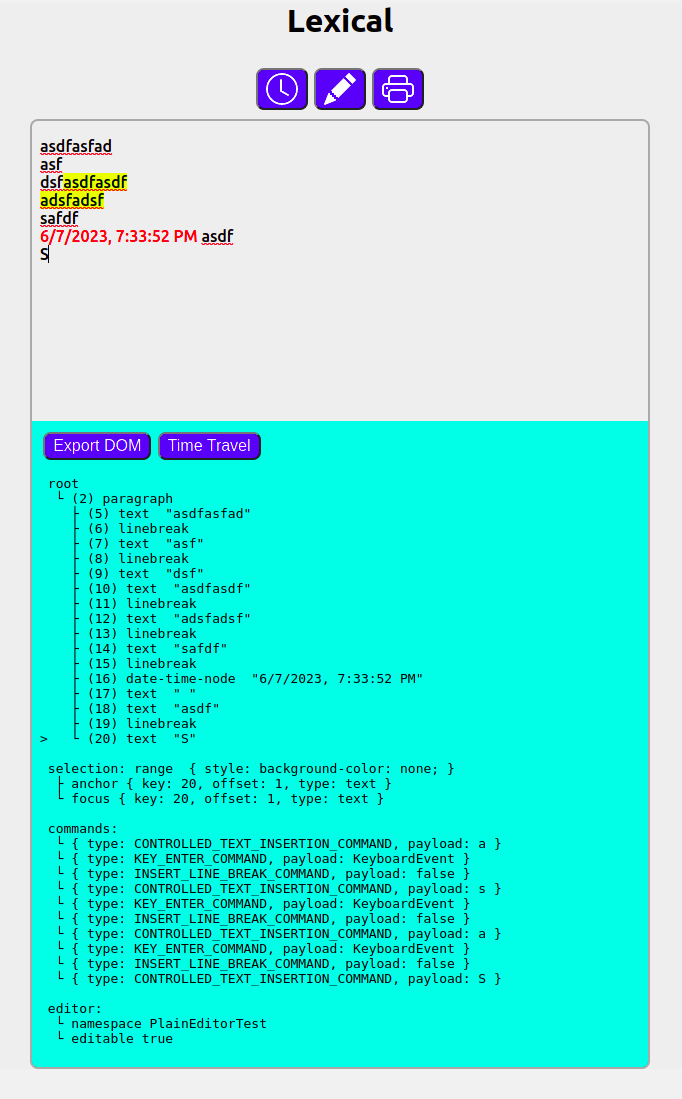 Lexical
asdfasfad
asf
dsfasdfasdf
adsfadsf
safdf
6/7/2023, 7:33:52 PM asdf
S
Export DOM Time Travel
root
└ (2) paragraph
├ (5) text "asdfasfad"
├ (6) linebreak
├ (7) text "asf"
├ (8) linebreak
├ (9) text "dsf"
├ (10) text "asdfasdf"
├ (11) linebreak
├ (12) text "adsfadsf"
├ (13) linebreak
├ (14) text "safdf"
├ (15) linebreak
├ (16) date-time-node "6/7/2023, 7:33:52 PM"
├ (17) text " "
├ (18) text "asdf"
├ (19) linebreak
> └ (20) text "S"
selection: range { style: background-color: none; }
├ anchor { key: 20, offset: 1, type: text }
└ focus { key: 20, offset: 1, type: text }
commands:
└ { type: CONTROLLED_TEXT_INSERTION_COMMAND, payload: a }
└ { type: KEY_ENTER_COMMAND, payload: KeyboardEvent }
└ { type: INSERT_LINE_BREAK_COMMAND, payload: false }
└ { type: CONTROLLED_TEXT_INSERTION_COMMAND, payload: s }
└ { type: KEY_ENTER_COMMAND, payload: KeyboardEvent }
└ { type: INSERT_LINE_BREAK_COMMAND, payload: false }
└ { type: CONTROLLED_TEXT_INSERTION_COMMAND, payload: a }
└ { type: KEY_ENTER_COMMAND, payload: KeyboardEvent }
└ { type: INSERT_LINE_BREAK_COMMAND, payload: false }
└ { type: CONTROLLED_TEXT_INSERTION_COMMAND, payload: S }
editor:
└ namespace PlainEditorTest
└ editable true